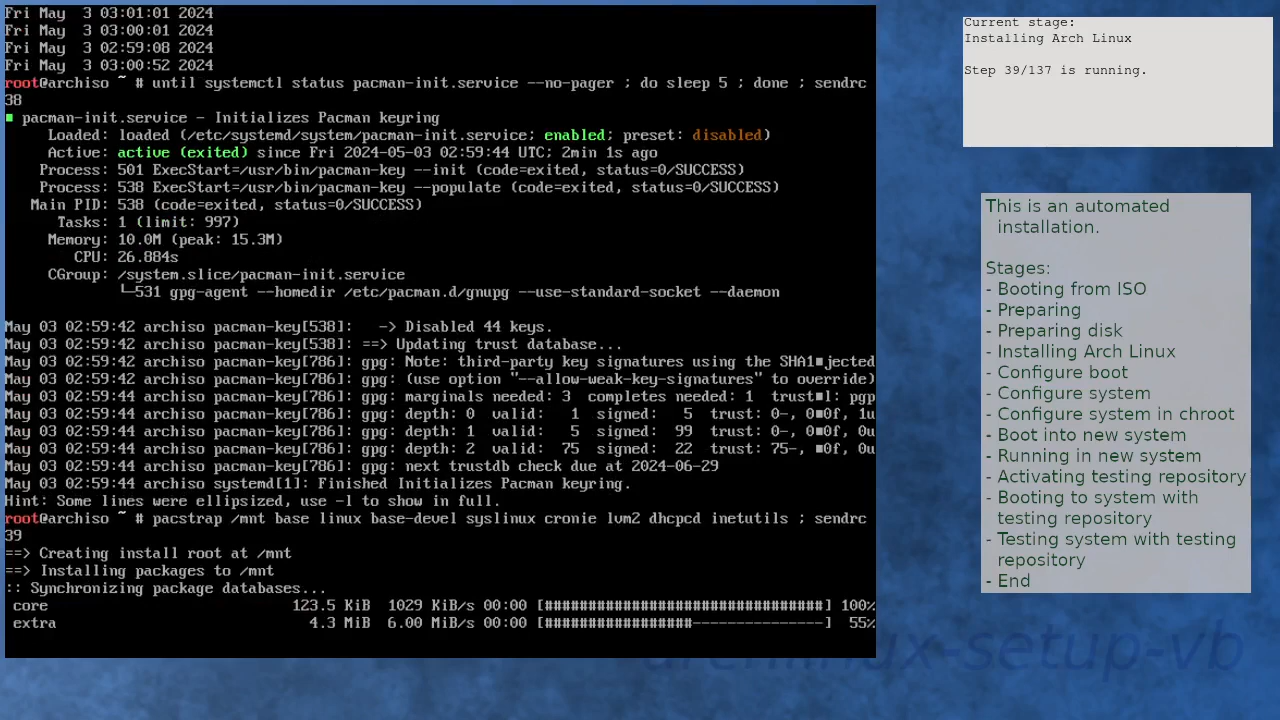 Fri May  3 03:01:01 2024
Fri May  3 03:00:01 2024
Fri May  3 02:59:08 2024
Fri May  3 03:00:52 2024
root@archiso ~ # until systemctl status pacman-init.service --no-pager ; do sleep 5 ; done ; sendrc
38
■ pacman-init.service - Initializes Pacman keyring
     Loaded: loaded (/etc/systemd/system/pacman-init.service; enabled; preset: disabled)
     Active: active (exited) since Fri 2024-05-03 02:59:44 UTC; 2min 1s ago
    Process: 501 ExecStart=/usr/bin/pacman-key --init (code=exited, status=0/SUCCESS)
    Process: 538 ExecStart=/usr/bin/pacman-key --populate (code=exited, status=0/SUCCESS)
   Main PID: 538 (code=exited, status=0/SUCCESS)
      Tasks: 1 (limit: 997)
     Memory: 10.0M (peak: 15.3M)
        CPU: 26.884s
     CGroup: /system.slice/pacman-init.service
             └─531 gpg-agent --homedir /etc/pacman.d/gnupg --use-standard-socket --daemon
May 03 02:59:42 archiso pacman-key[538]:   -> Disabled 44 keys.
May 03 02:59:42 archiso pacman-key[538]: ==> Updating trust database...
May 03 02:59:42 archiso pacman-key[786]: gpg: Note: third-party key signatures using the SHA1■jected
May 03 02:59:42 archiso pacman-key[786]: gpg: (use option "--allow-weak-key-signatures" to override)
May 03 02:59:42 archiso pacman-key[786]: gpg: marginals needed: 3  completes needed: 1  trust■l: pgp
May 03 02:59:44 archiso pacman-key[786]: gpg: depth: 0  valid:   1  signed:   5  trust: 0-, 0■0f, 1u
May 03 02:59:44 archiso pacman-key[786]: gpg: depth: 1  valid:   5  signed:  99  trust: 0-, 0■0f, 0u
May 03 02:59:44 archiso pacman-key[786]: gpg: depth: 2  valid:  75  signed:  22  trust: 75-, ■0f, 0u
May 03 02:59:44 archiso pacman-key[786]: gpg: next trustdb check due at 2024-06-29
May 03 02:59:44 archiso systemd[1]: Finished Initializes Pacman keyring.
Hint: Some lines were ellipsized, use -l to show in full.
root@archiso ~ # pacstrap /mnt base linux base-devel syslinux cronie lvm2 dhcpcd inetutils ; sendrc
39
==> Creating install root at /mnt
==> Installing packages to /mnt
:: Synchronizing package databases...
 core                            123.5 KiB  1029 KiB/s 00:00 [################################] 100%
 extra                             4.3 MiB  6.00 MiB/s 00:00 [#################---------------]  55%
Current stage:
Installing Arch Linux
Step 39/137 is running.
This is an automated
installation.
Stages:
- Booting from ISO
- Preparing
- Preparing disk
- Installing Arch Linux
- Configure boot
- Configure system
- Configure system in chroot
- Boot into new system
- Running in new system
- Activating testing repository
- Booting to system with
testing repository
- Testing system with testing
repository
- End
archlinux-setup-vb